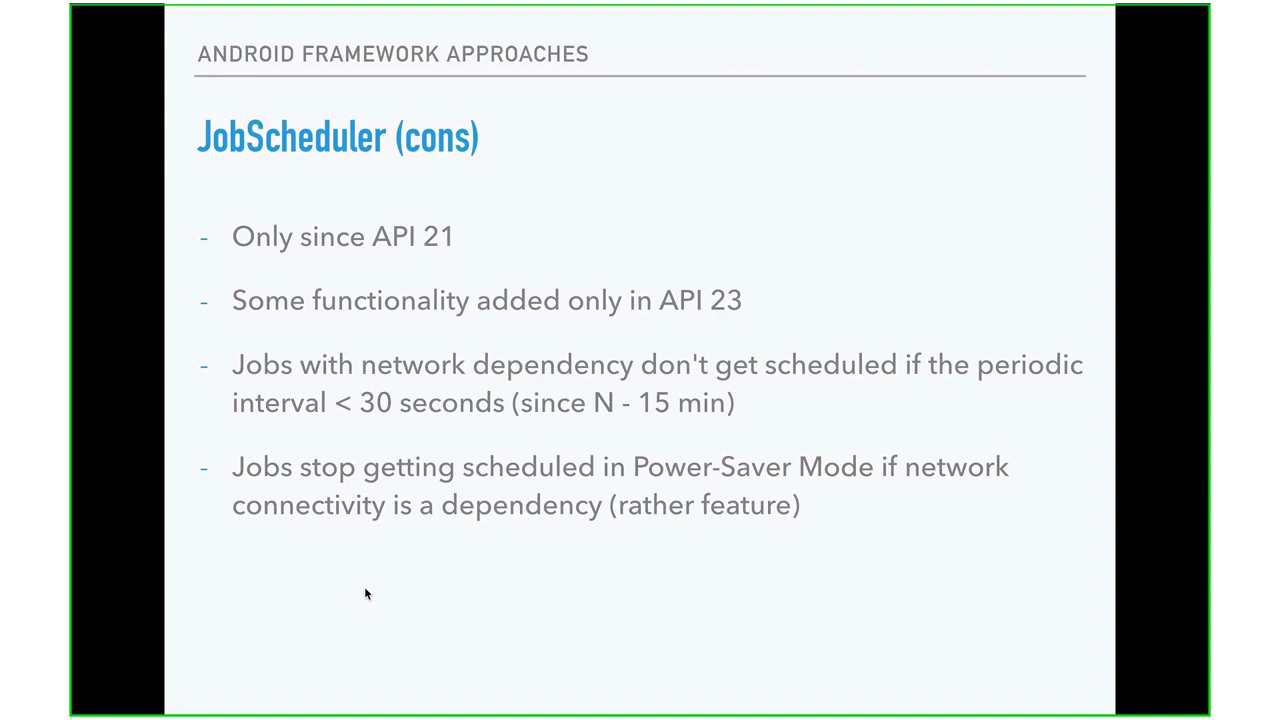 ANDROID FRAMEWORK APPROACHES
JobScheduler (cons)
- Only since API 21
- Some functionality added only in API 23
- Jobs with network dependency don't get scheduled if the periodic
interval < 30 seconds (since N - 15 min)
- Jobs stop getting scheduled in Power-Saver Mode if network
connectivity is a dependency (rather feature)